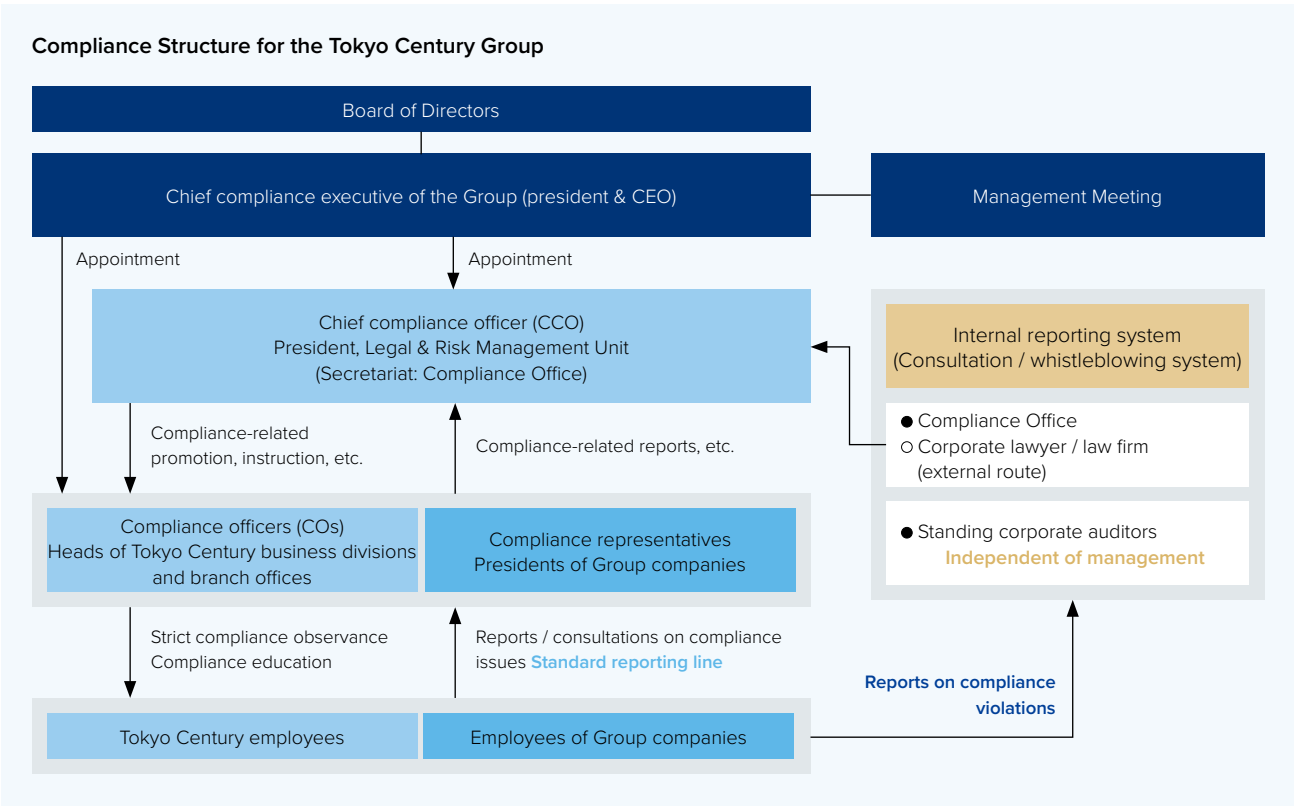 Compliance Structure for the Tokyo Century Group
Board of Directors
Chief compliance executive of the Group (president & CEO)
Management Meeting
Appointment
Appointment
Chief compliance officer (CCO)
President, Legal & Risk Management Unit
(Secretariat: Compliance Office)
Internal reporting system
(Consultation / whistleblowing system)
● Compliance Office
○ Corporate lawyer / law firm
(external route)
● Standing corporate auditors
Independent of management
Compliance-related
promotion, instruction, etc.
Compliance-related reports, etc.
Compliance officers (COs)
Heads of Tokyo Century business divisions
and branch offices
Compliance representatives
Presidents of Group companies
Strict compliance observance
Compliance education
Reports / consultations on compliance
issues Standard reporting line
Reports on compliance
violations
Tokyo Century employees
Employees of Group companies